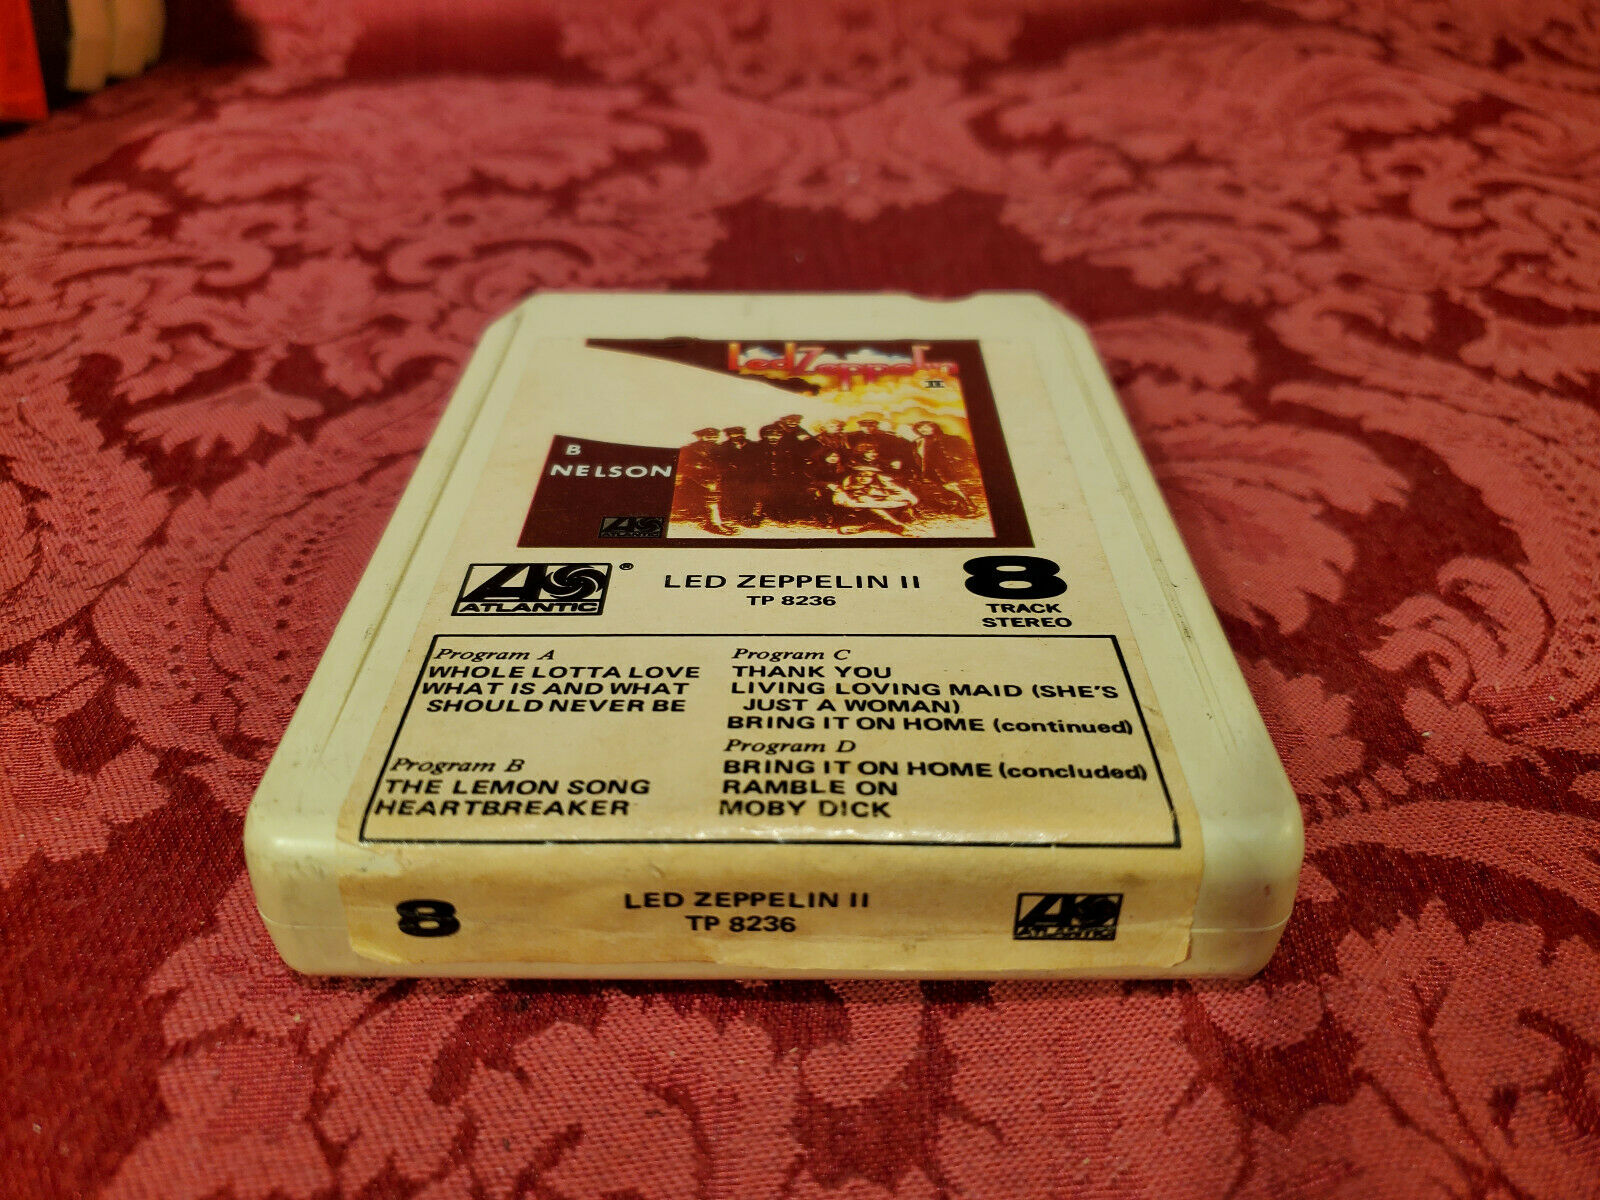 Led Zeppelin
II
B
NELSON
ATLANTIC
ATLANTIC ®
LED ZEPPELIN II
TP 8236
8
TRACK
STEREO
Program A
WHOLE LOTTA LOVE
WHAT IS AND WHAT
SHOULD NEVER BE
Program B
THE LEMON SONG
HEARTBREAKER
Program C
THANK YOU
LIVING LOVING MAID (SHE'S
JUST A WOMAN)
BRING IT ON HOME (continued)
Program D
BRING IT ON HOME (concluded)
RAMBLE ON
MOBY DICK
8
LED ZEPPELIN II
TP 8236
ATLANTIC